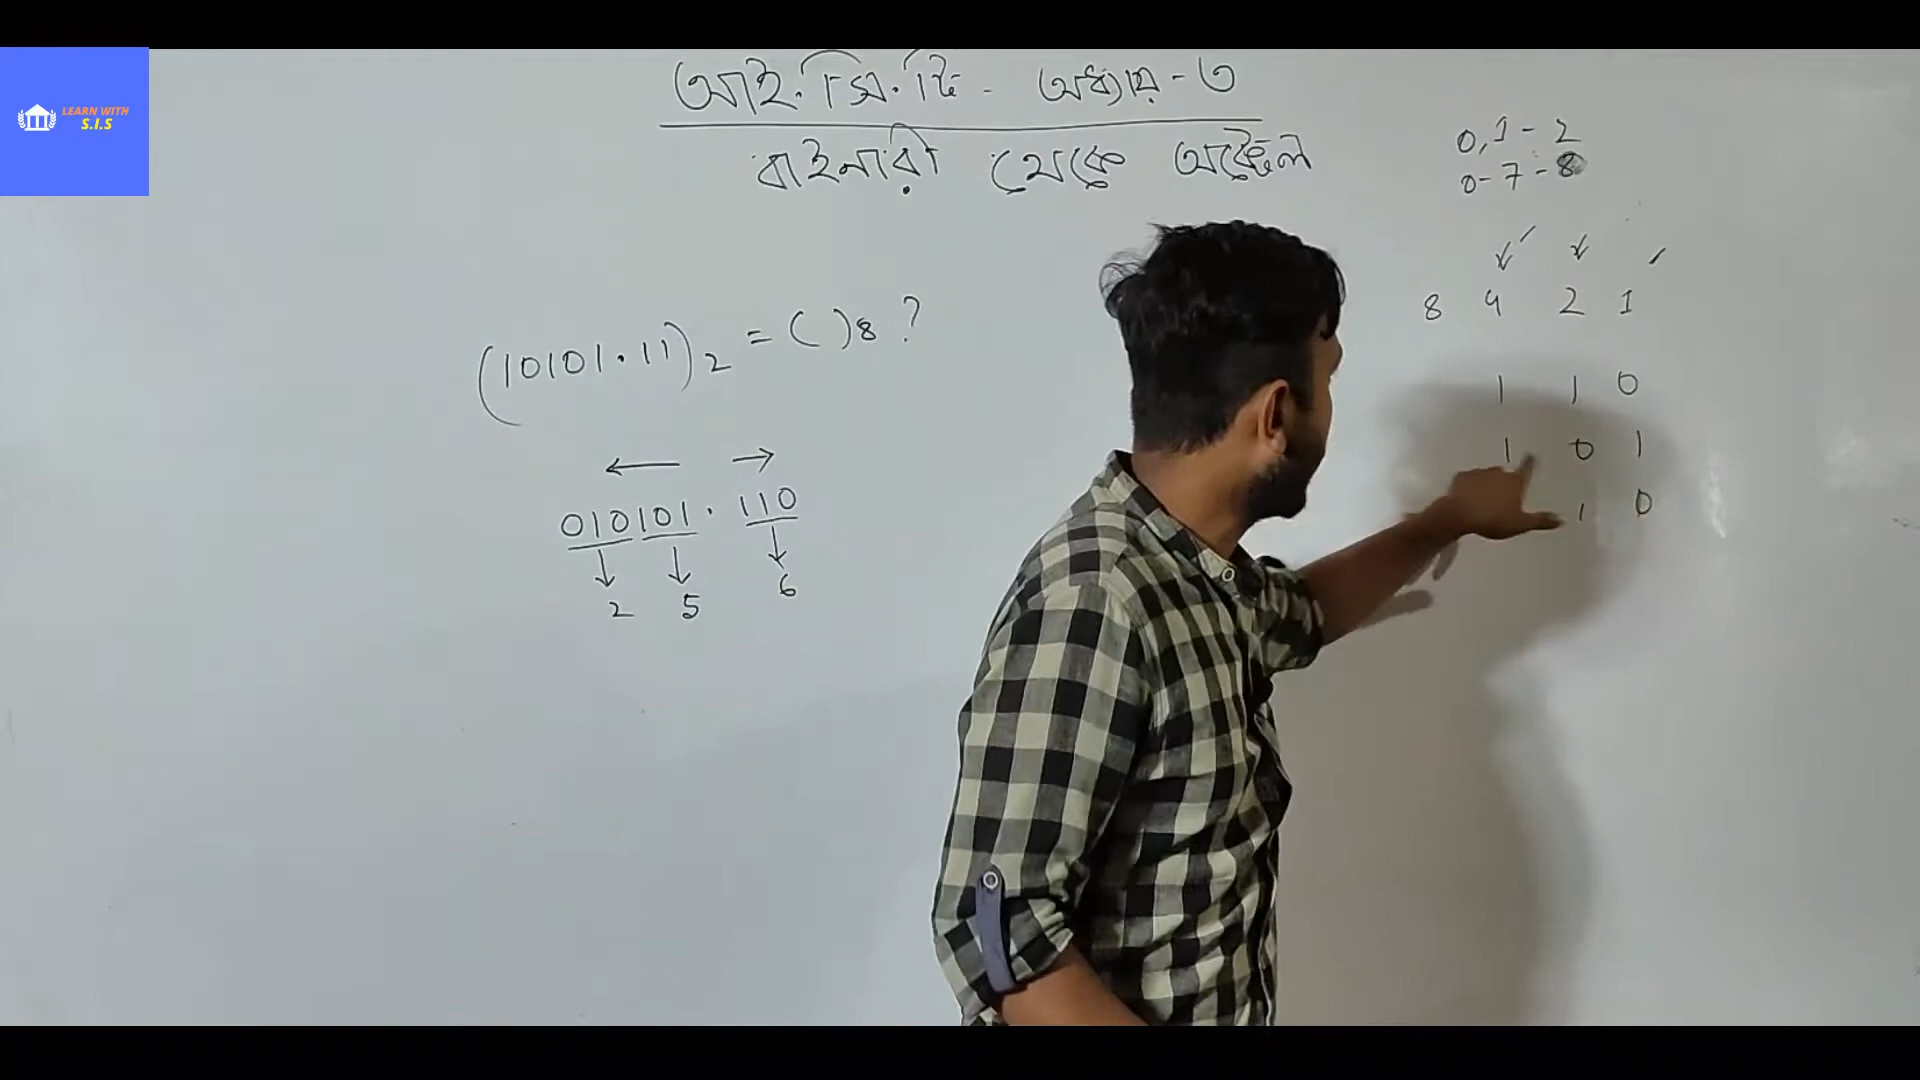 LEARN WITH
S.I.S
আই.সি.টি - অধ্যায়-৩
বাইনারী থেকে অক্টাল
0,1 - 2
0-7 - 8
8 4 2 1
(10101.11)2 = ( )8 ?
1 1 0
1 0 1
1 0
010101.110
2 5 6